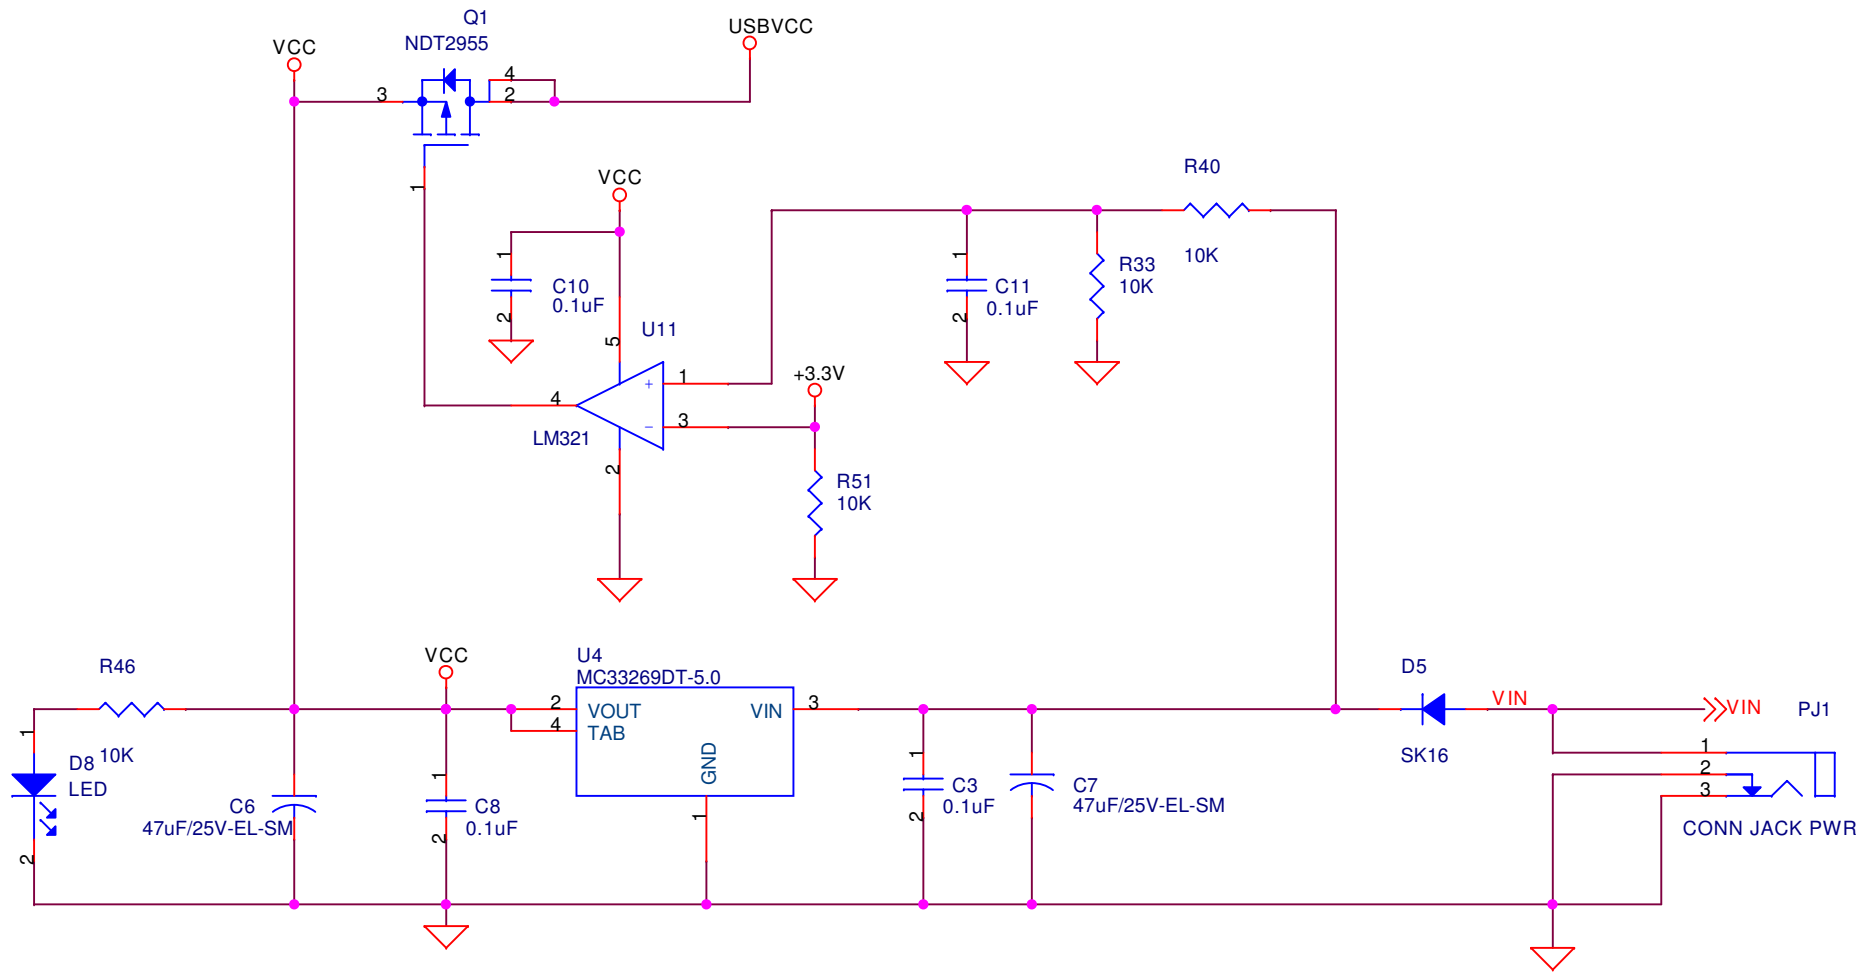 Q1
NDT2955
VCC
USBVCC
3
4
2
1
VCC
R40
10K
1
C10
0.1uF
2
1
C11
0.1uF
2
R33
10K
U11
5
+
1
+3.3V
4
LM321
-
3
2
R51
10K
R46
10K
VCC
U4
MC33269DT-5.0
2
VOUT
4
TAB
VIN
3
GND
1
D5
SK16
VIN
VIN
PJ1
1
2
3
CONN JACK PWR
1
D8
LED
2
C6
47uF/25V-EL-SM
1
C8
0.1uF
2
1
C3
0.1uF
2
C7
47uF/25V-EL-SM